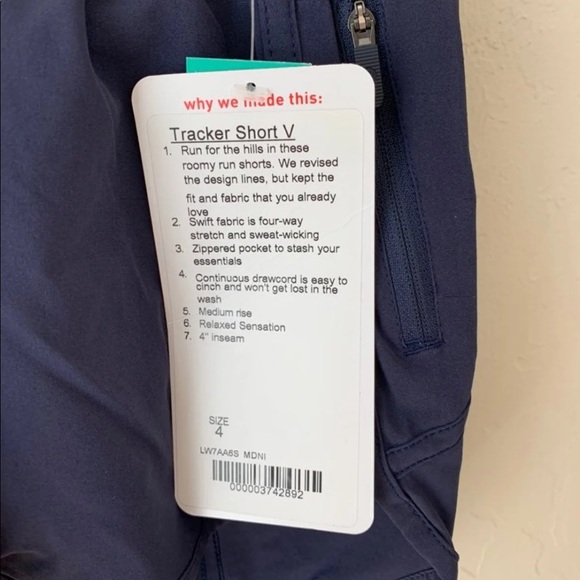 why we made this:
Tracker Short V
1. Run for the hills in these
roomy run shorts. We revised
the design lines, but kept the
fit and fabric that you already
love
2. Swift fabric is four-way
stretch and sweat-wicking
3. Zippered pocket to stash your
essentials
4. Continuous drawcord is easy to
cinch and won't get lost in the
wash
5. Medium rise
6. Relaxed Sensation
7. 4" inseam
SIZE
4
LW7AA6S MDNI
000003742892